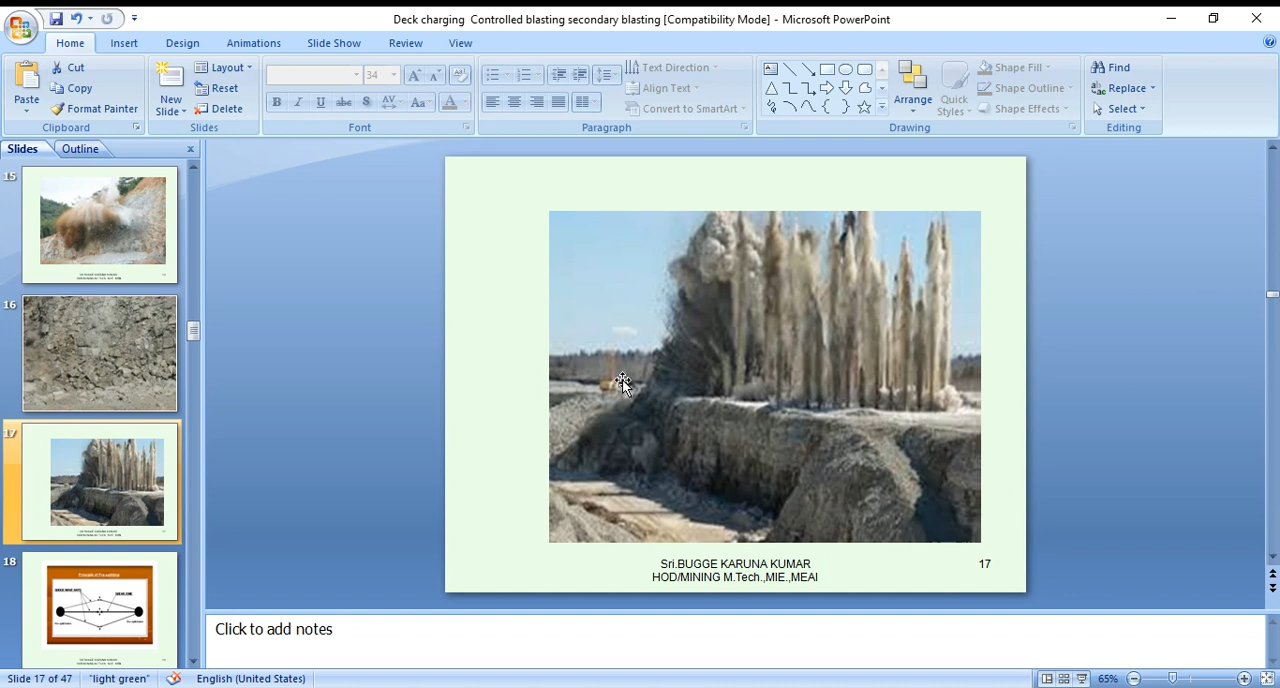 Deck charging Controlled blasting secondary blasting [Compatibility Mode] - Microsoft PowerPoint
Home Insert Design Animations Slide Show Review View
Paste
Cut
Copy
Format Painter
Clipboard
New Slide
Layout
Reset
Delete
Slides
34
B I U abc S AV Aa A
Font
Text Direction
Align Text
Convert to SmartArt
Paragraph
Arrange
Quick Styles
Shape Fill
Shape Outline
Shape Effects
Drawing
Find
Replace
Select
Editing
Slides Outline
15
16
17
18
Sri.BUGGE KARUNA KUMAR
HOD/MINING M.Tech.,MIE.,MEAI
17
Click to add notes
Slide 17 of 47 "light green" English (United States) 65%